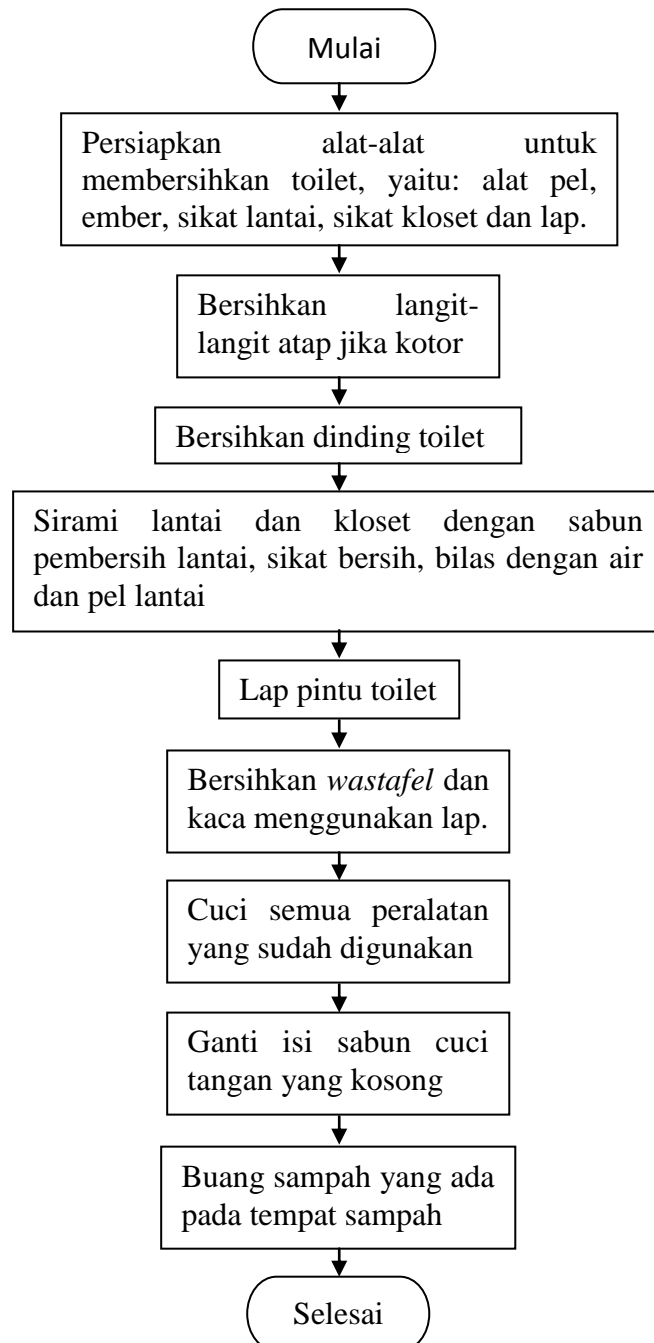 Mulai
Persiapkan alat-alat untuk
membersihkan toilet, yaitu: alat pel,
ember, sikat lantai, sikat kloset dan lap.
Bersihkan langit-
langit atap jika kotor
Bersihkan dinding toilet
Sirami lantai dan kloset dengan sabun
pembersih lantai, sikat bersih, bilas dengan air
dan pel lantai
Lap pintu toilet
Bersihkan wastafel dan
kaca menggunakan lap.
Cuci semua peralatan
yang sudah digunakan
Ganti isi sabun cuci
tangan yang kosong
Buang sampah yang ada
pada tempat sampah
Selesai